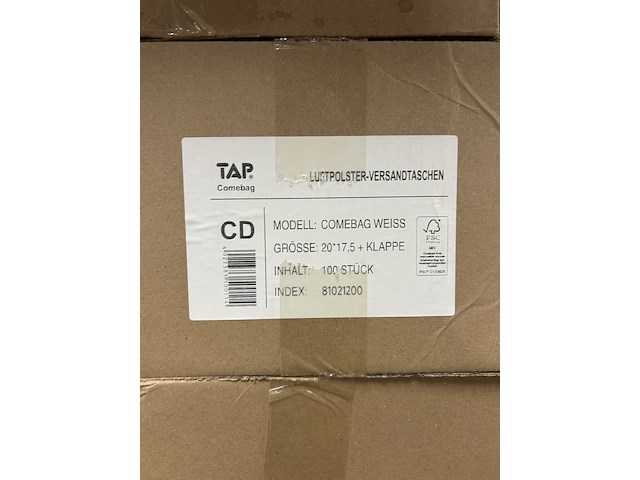 TAP®
Comebag
LUFTPOLSTER-VERSANDTASCHEN
CD
MODELL: COMEBAG WEISS
GRÖSSE: 20*17,5 + KLAPPE
INHALT: 100 STÜCK
INDEX: 81021200
FSC